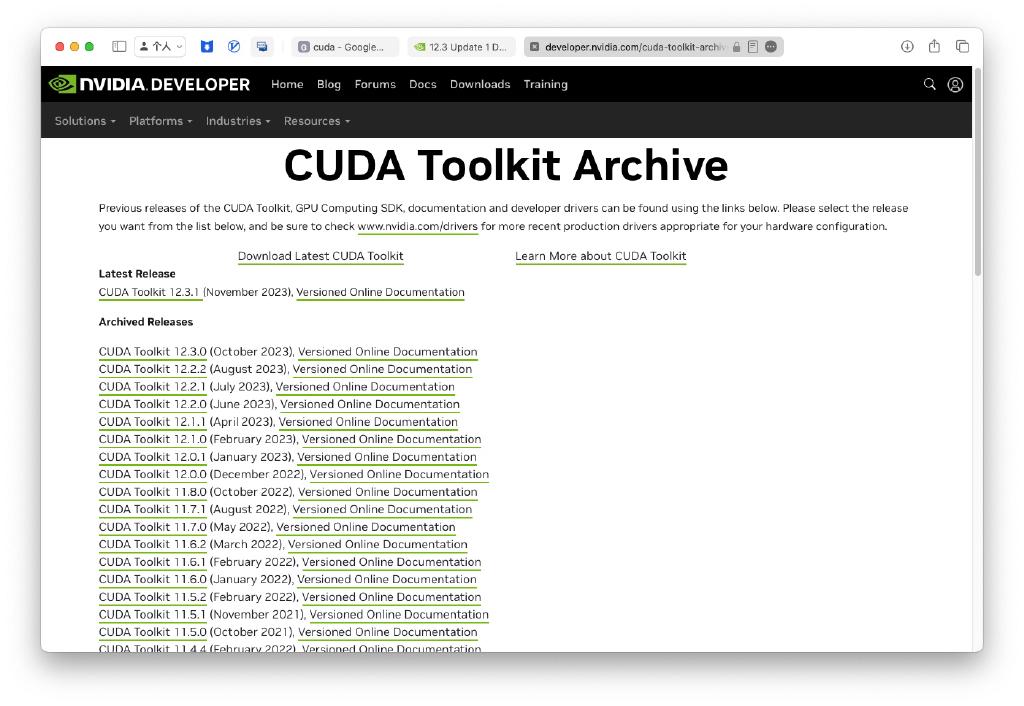 个人
cuda - Google...
12.3 Update 1 D...
developer.nvidia.com/cuda-toolkit-archiv
NVIDIA. DEVELOPER
Home Blog Forums Docs Downloads Training
Solutions Platforms Industries Resources
CUDA Toolkit Archive
Previous releases of the CUDA Toolkit, GPU Computing SDK, documentation and developer drivers can be found using the links below. Please select the release
you want from the list below, and be sure to check www.nvidia.com/drivers for more recent production drivers appropriate for your hardware configuration.
Download Latest CUDA Toolkit Learn More about CUDA Toolkit
Latest Release
CUDA Toolkit 12.3.1 (November 2023), Versioned Online Documentation
Archived Releases
CUDA Toolkit 12.3.0 (October 2023), Versioned Online Documentation
CUDA Toolkit 12.2.2 (August 2023), Versioned Online Documentation
CUDA Toolkit 12.2.1 (July 2023), Versioned Online Documentation
CUDA Toolkit 12.2.0 (June 2023), Versioned Online Documentation
CUDA Toolkit 12.1.1 (April 2023), Versioned Online Documentation
CUDA Toolkit 12.1.0 (February 2023), Versioned Online Documentation
CUDA Toolkit 12.0.1 (January 2023), Versioned Online Documentation
CUDA Toolkit 12.0.0 (December 2022), Versioned Online Documentation
CUDA Toolkit 11.8.0 (October 2022), Versioned Online Documentation
CUDA Toolkit 11.7.1 (August 2022), Versioned Online Documentation
CUDA Toolkit 11.7.0 (May 2022), Versioned Online Documentation
CUDA Toolkit 11.6.2 (March 2022), Versioned Online Documentation
CUDA Toolkit 11.6.1 (February 2022), Versioned Online Documentation
CUDA Toolkit 11.6.0 (January 2022), Versioned Online Documentation
CUDA Toolkit 11.5.2 (February 2022), Versioned Online Documentation
CUDA Toolkit 11.5.1 (November 2021), Versioned Online Documentation
CUDA Toolkit 11.5.0 (October 2021), Versioned Online Documentation
CUDA Toolkit 11.4.4 (February 2022), Versioned Online Documentation